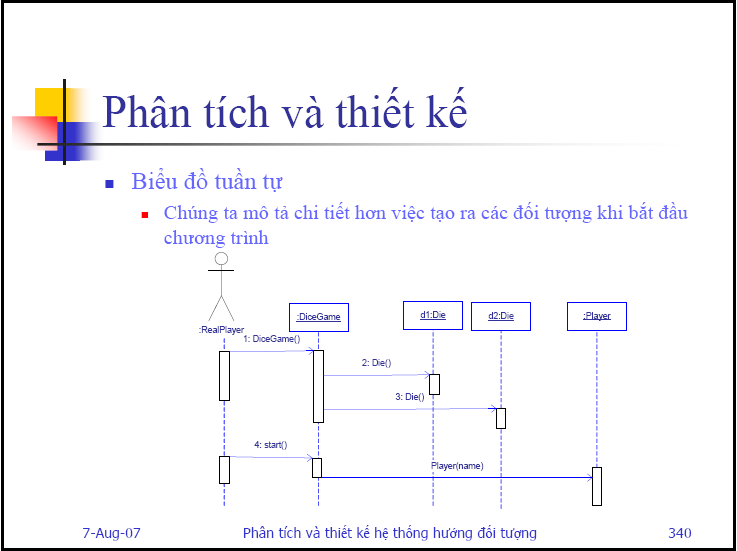 Phân tích và thiết kế
Biểu đồ tuần tự
Chúng ta mô tả chi tiết hơn việc tạo ra các đối tượng khi bắt đầu
chương trình
:RealPlayer
:DiceGame
d1:Die
d2:Die
:Player
1: DiceGame()
2: Die()
3: Die()
4: start()
Player(name)
7-Aug-07
Phân tích và thiết kế hệ thống hướng đối tượng
340